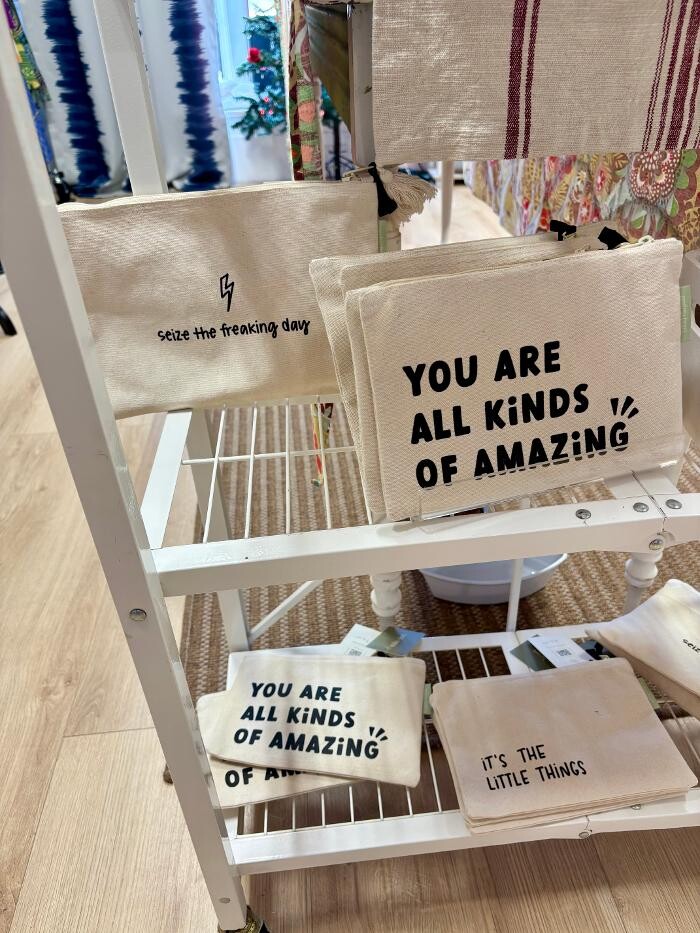 seize the freaking day
YOU ARE
ALL KiNDS
OF AMAZiNG
YOU ARE
ALL KiNDS
OF AMAZiNG
OF
iT'S THE
LiTTLE THiNGS